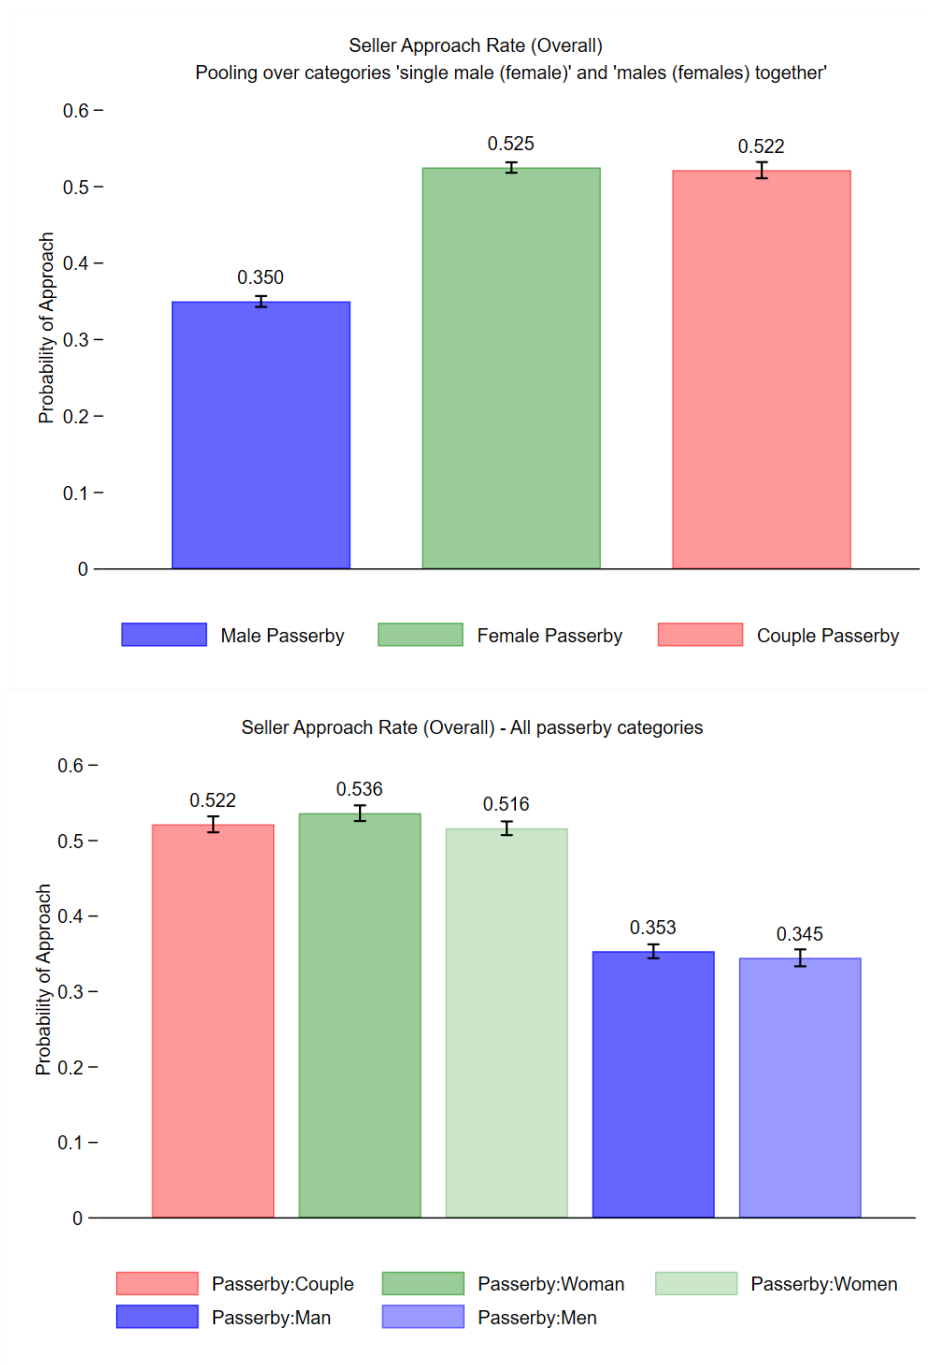 Seller Approach Rate (Overall)
Pooling over categories 'single male (female)' and 'males (females) together'
Probability of Approach
0.6
0.5
0.4
0.3
0.2
0.1
0
0.350
0.525
0.522
Male Passerby
Female Passerby
Couple Passerby
Seller Approach Rate (Overall) - All passerby categories
Probability of Approach
0.6
0.5
0.4
0.3
0.2
0.1
0
0.522
0.536
0.516
0.353
0.345
Passerby:Couple
Passerby:Woman
Passerby:Women
Passerby:Man
Passerby:Men